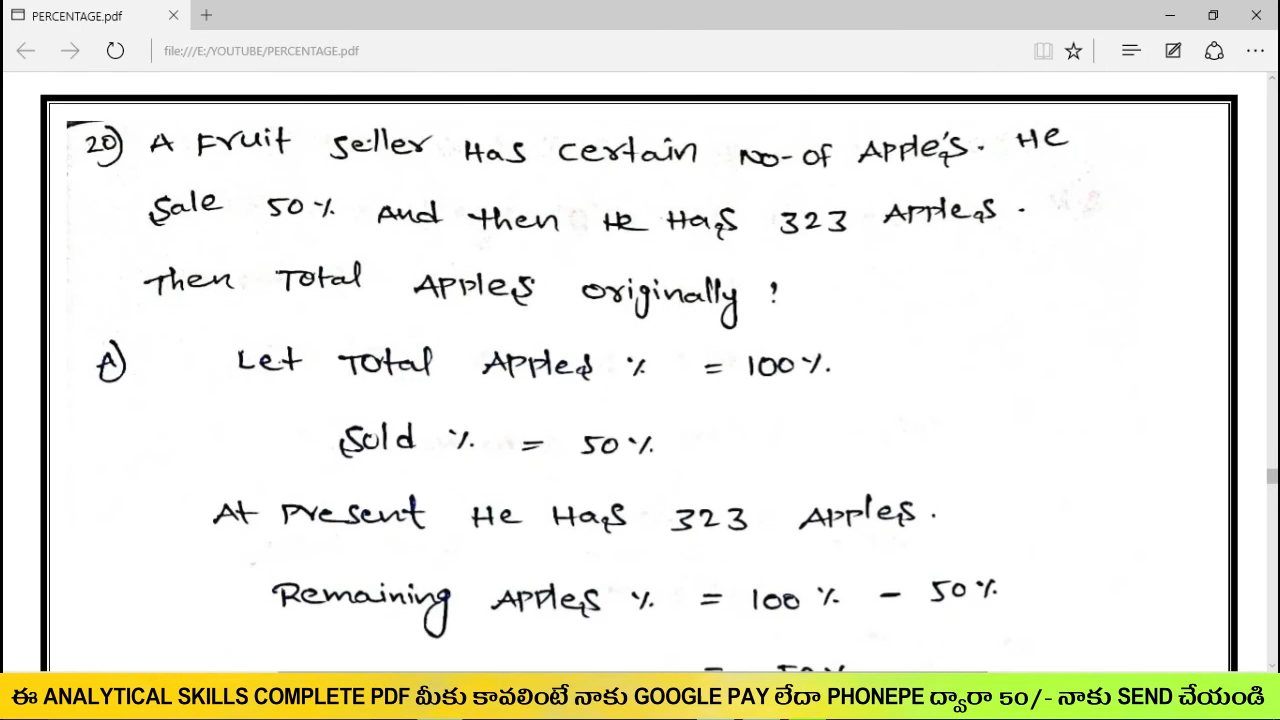 PERCENTAGE.pdf
file:///E:/YOUTUBE/PERCENTAGE.pdf
20) A Fruit Seller Has certain No-of Apple's. He
Sale 50% And then He Has 323 Apples.
Then Total Apples originally ?
A) Let Total Apples % = 100%.
Sold % = 50%
At Present He Has 323 Apples.
Remaining Apples % = 100% - 50%
= 50%
ఈ ANALYTICAL SKILLS COMPLETE PDF మీకు కావలింటే నాకు GOOGLE PAY లేదా PHONEPE ద్వారా 50/- నాకు SEND చేయండి